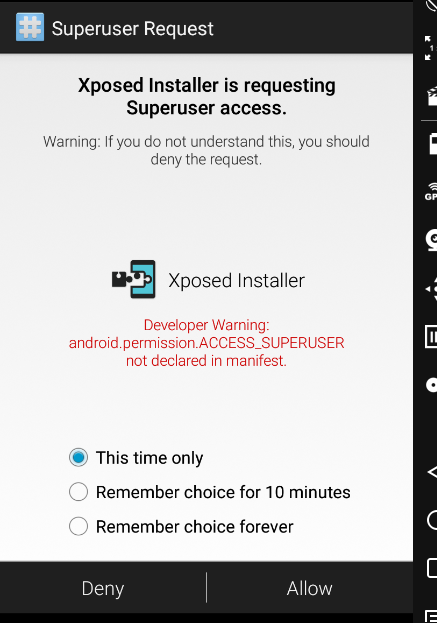 Superuser Request
Xposed Installer is requesting
Superuser access.
Warning: If you do not understand this, you should
deny the request.
Xposed Installer
Developer Warning:
android.permission.ACCESS_SUPERUSER
not declared in manifest.
This time only
Remember choice for 10 minutes
Remember choice forever
Deny
Allow